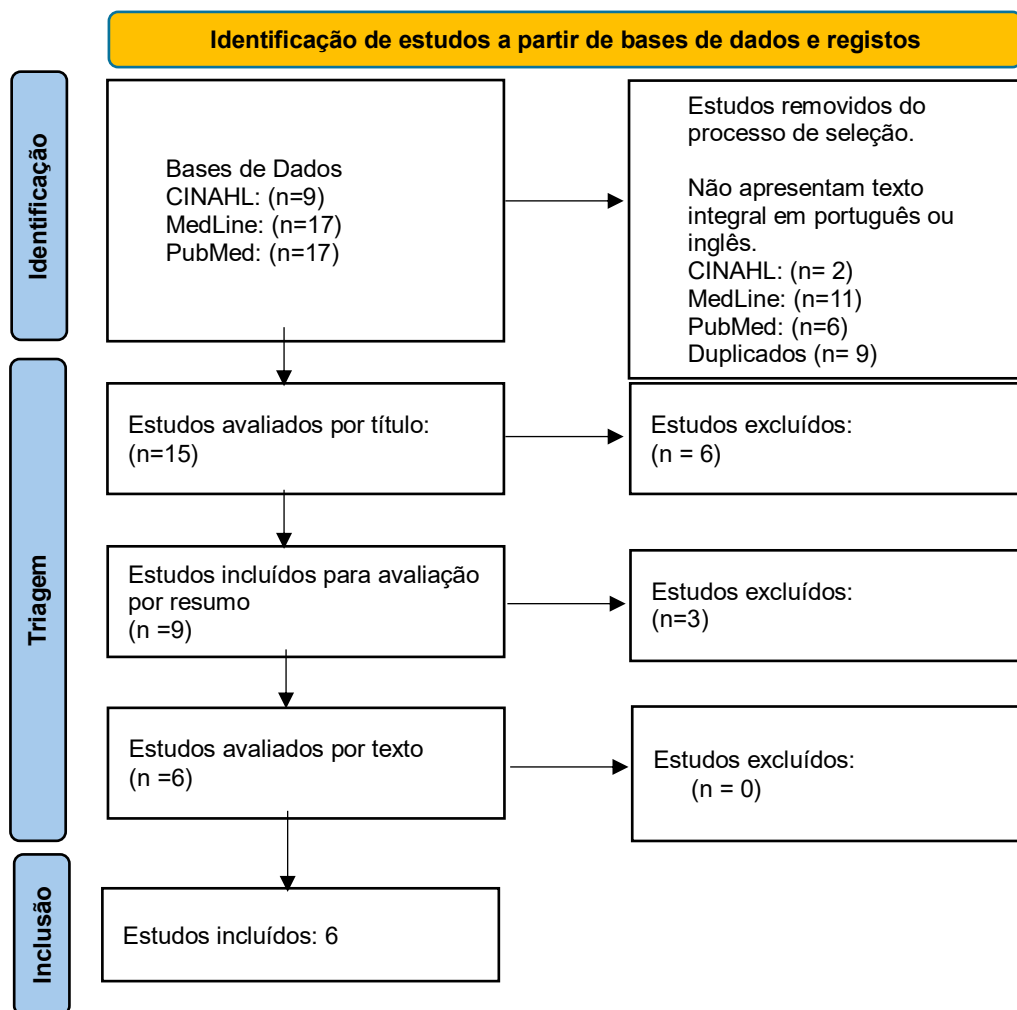 Identificação de estudos a partir de bases de dados e registos
Identificação
Bases de Dados
CINAHL: (n=9)
MedLine: (n=17)
PubMed: (n=17)
Estudos removidos do
processo de seleção.
Não apresentam texto
integral em português ou
inglês.
CINAHL: (n= 2)
MedLine: (n=11)
PubMed: (n=6)
Duplicados (n= 9)
Triagem
Estudos avaliados por título:
(n=15)
Estudos excluídos:
(n = 6)
Estudos incluídos para avaliação
por resumo
(n =9)
Estudos excluídos:
(n=3)
Estudos avaliados por texto
(n =6)
Estudos excluídos:
(n = 0)
Inclusão
Estudos incluídos: 6